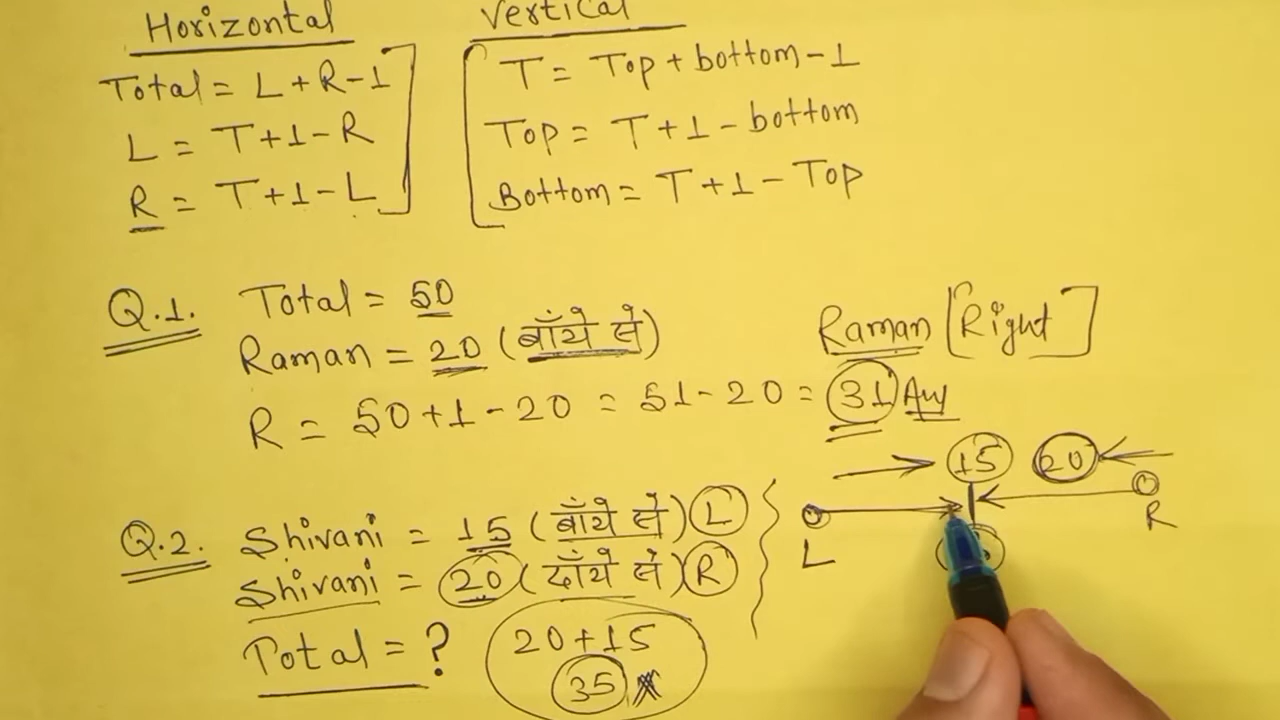 Horizontal
Total = L+R-1
L = T+1-R
R = T+1-L
Vertical
T = Top+bottom-1
Top = T+1-bottom
Bottom = T+1-Top
Q.1. Total = 50
Raman = 20 (बाँये से)
R = 50+1-20 = 51-20 = 31 Ans
Raman [Right]
Q.2. Shivani = 15 (बाँये से) L
Shivani = 20 (दाँये से) R
Total = ?
20+15
35 ×
15 20
L R